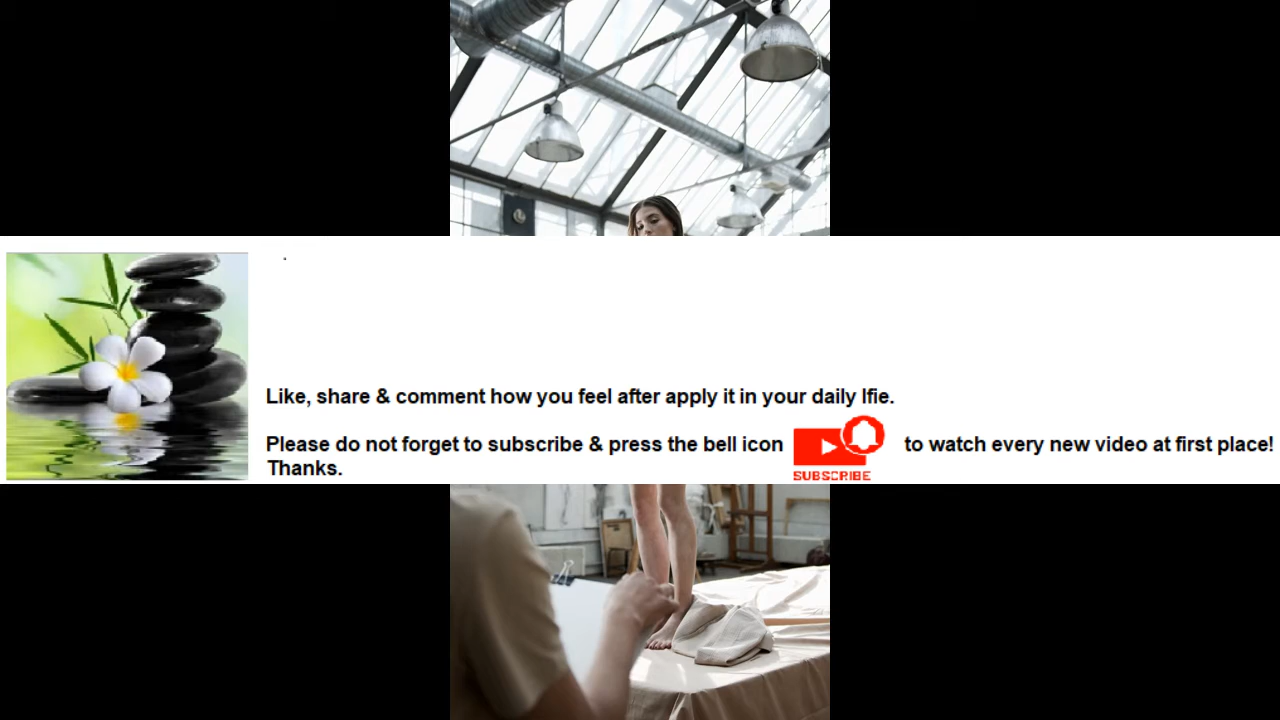 Like, share & comment how you feel after apply it in your daily lfie.
Please do not forget to subscribe & press the bell icon to watch every new video at first place!
SUBSCRIBE
Thanks.